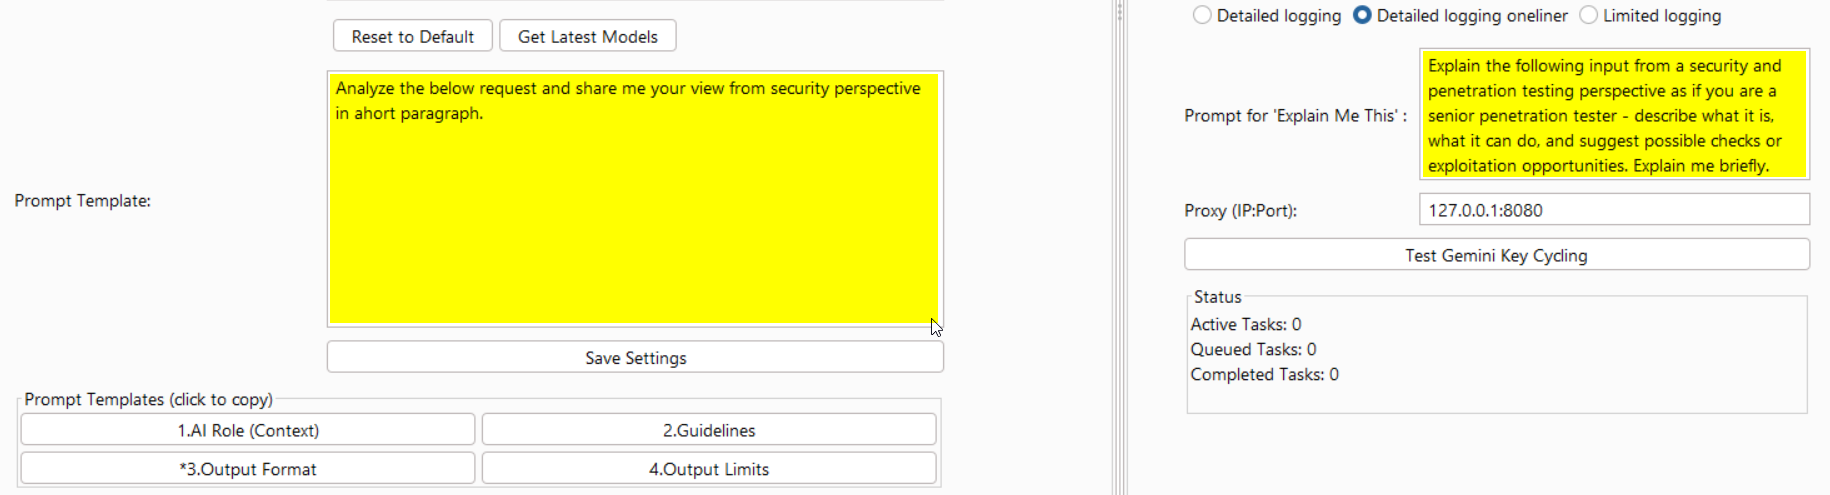 Reset to Default
Get Latest Models
Prompt Template:
Analyze the below request and share me your view from security perspective
in ahort paragraph.
Save Settings
Prompt Templates (click to copy)
1.AI Role (Context)
2.Guidelines
*3.Output Format
4.Output Limits
Detailed logging
Detailed logging oneliner
Limited logging
Prompt for 'Explain Me This' :
Explain the following input from a security and
penetration testing perspective as if you are a
senior penetration tester - describe what it is,
what it can do, and suggest possible checks or
exploitation opportunities. Explain me briefly.
Proxy (IP:Port):
127.0.0.1:8080
Test Gemini Key Cycling
Status
Active Tasks: 0
Queued Tasks: 0
Completed Tasks: 0